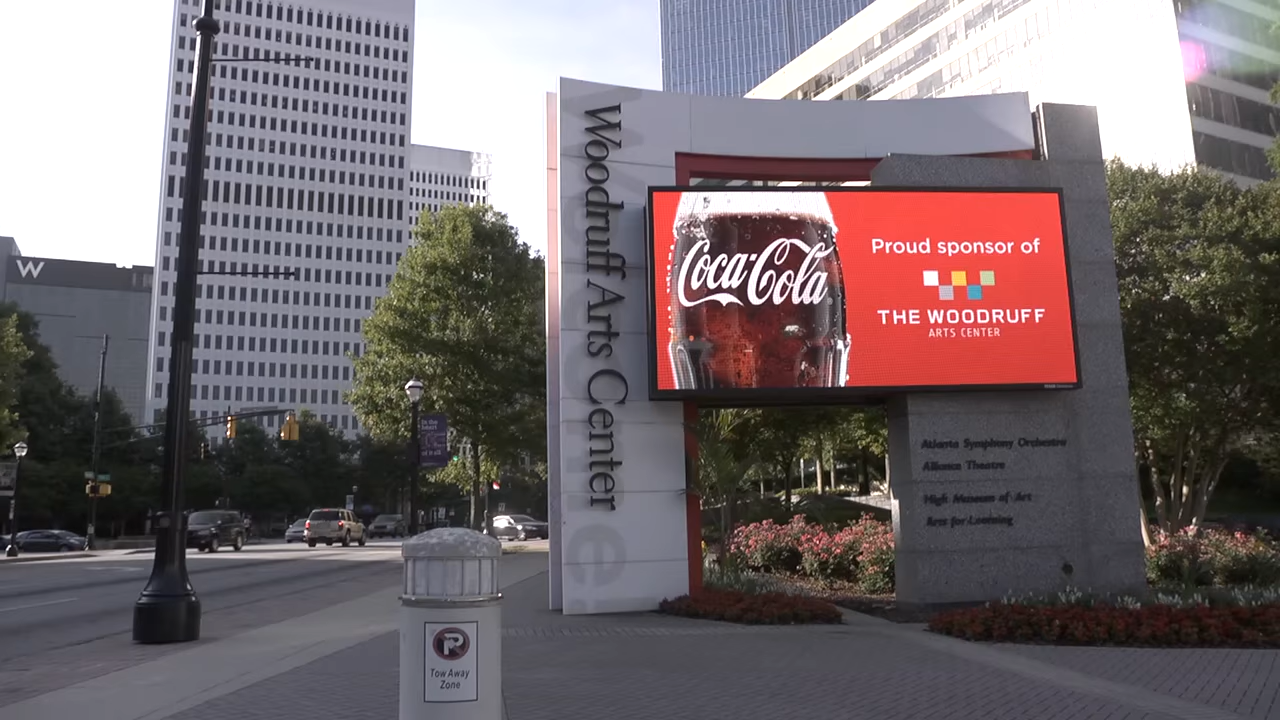 W
Woodruff Arts Center
Coca-Cola
Proud sponsor of
THE WOODRUFF
ARTS CENTER
Atlanta Symphony Orchestra
Alliance Theatre
High Museum of Art
Arts for Learning
P
Tow Away
Zone